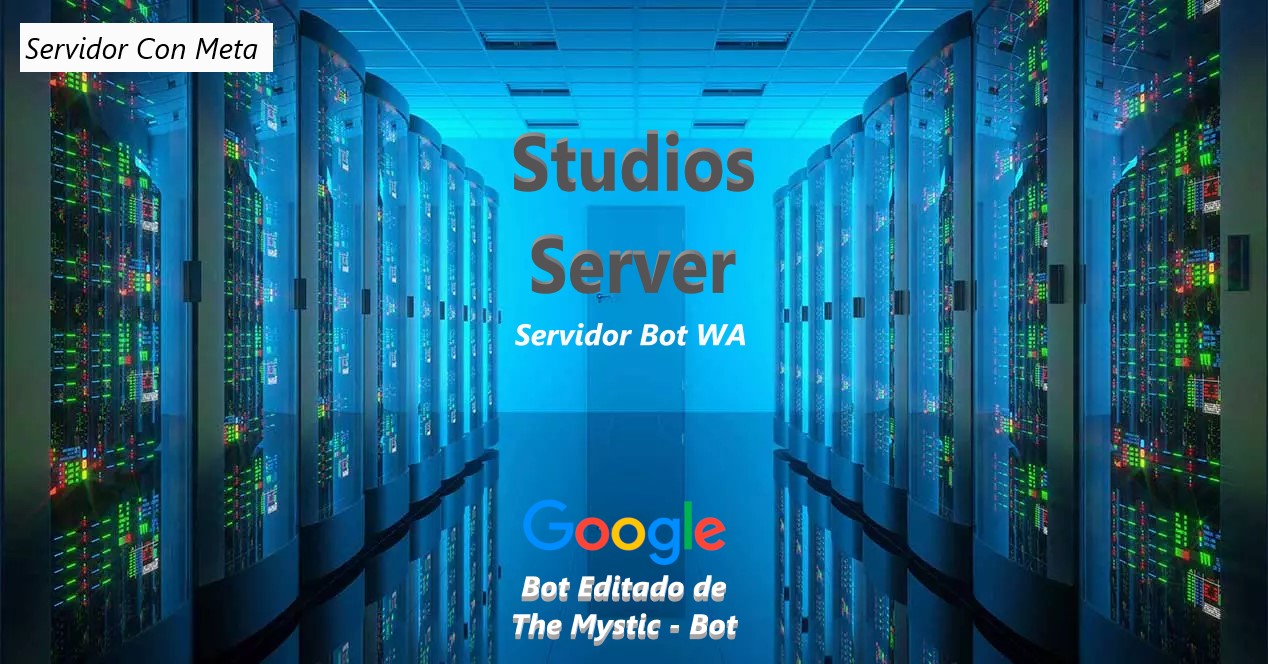 Servidor Con Meta
Studios
Server
Servidor Bot WA
Google
Bot Editado de
The Mystic - Bot